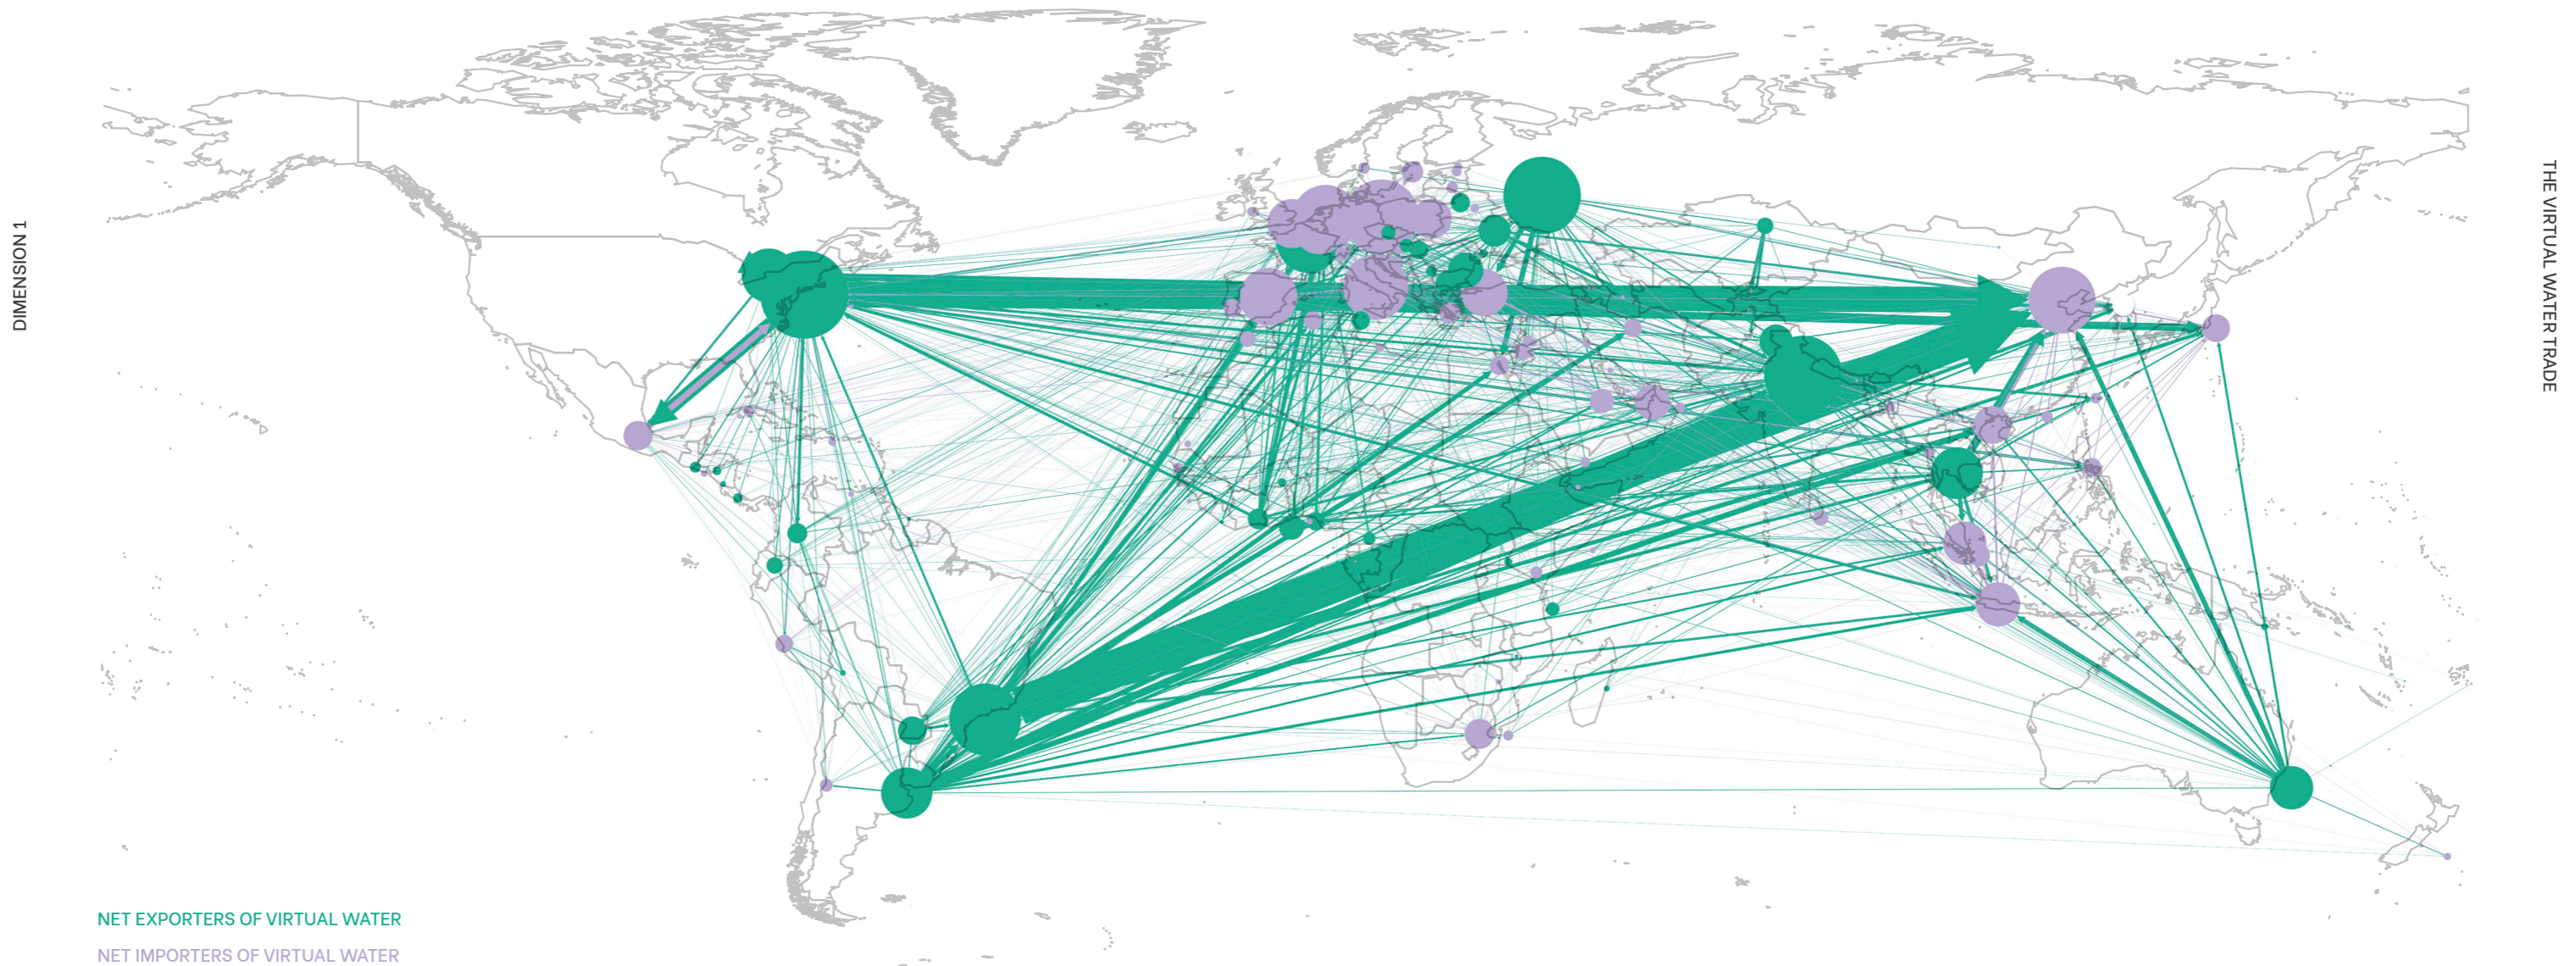 DIMENSION 1
THE VIRTUAL WATER TRADE
NET EXPORTERS OF VIRTUAL WATER
NET IMPORTERS OF VIRTUAL WATER